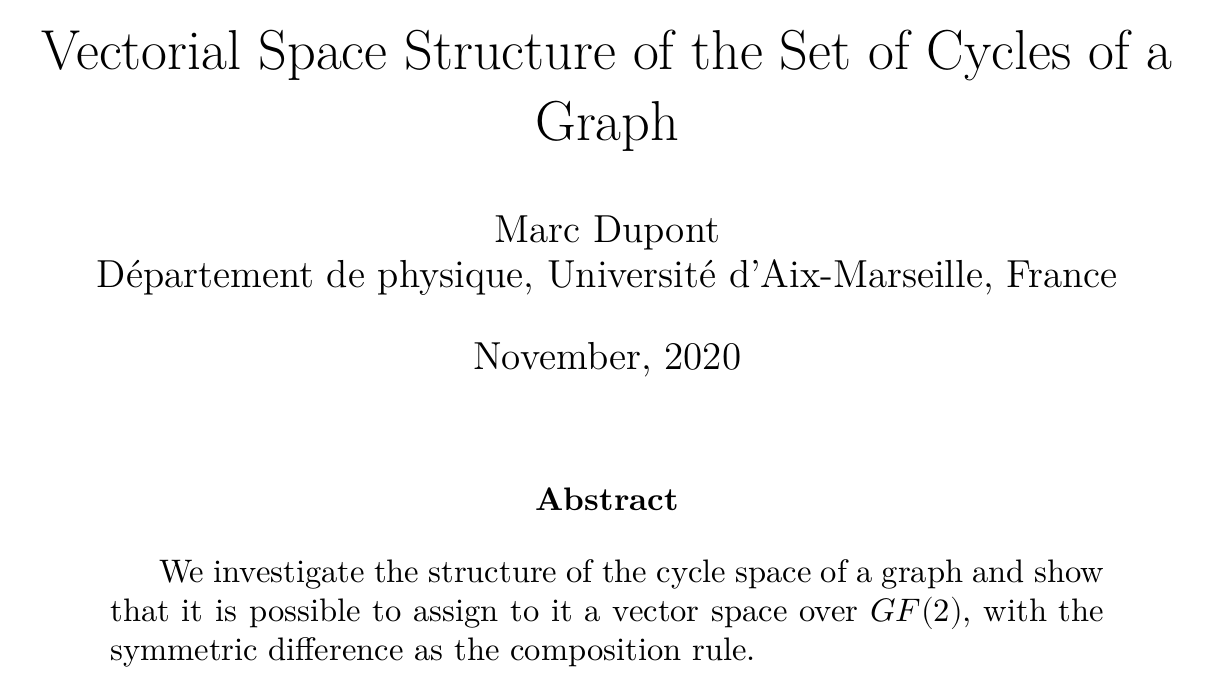 Vectorial Space Structure of the Set of Cycles of a
Graph
Marc Dupont
Département de physique, Université d'Aix-Marseille, France
November, 2020
Abstract
We investigate the structure of the cycle space of a graph and show
that it is possible to assign to it a vector space over GF(2), with the
symmetric difference as the composition rule.